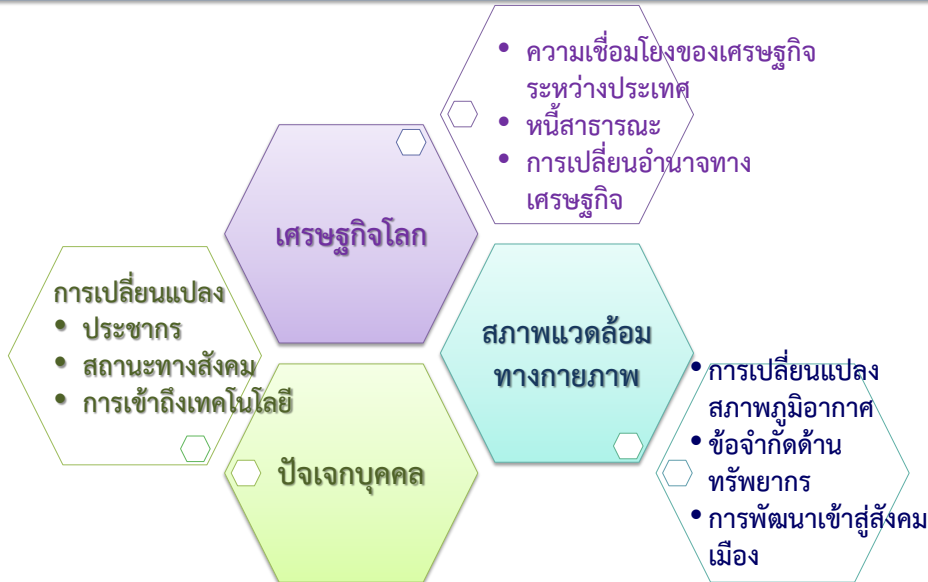 • ความเชื่อมโยงของเศรษฐกิจ
ระหว่างประเทศ
• หนี้สาธารณะ
• การเปลี่ยนอำนาจทาง
เศรษฐกิจ
เศรษฐกิจโลก
การเปลี่ยนแปลง
• ประชากร
• สถานะทางสังคม
• การเข้าถึงเทคโนโลยี
สภาพแวดล้อม
ทางกายภาพ
• การเปลี่ยนแปลง
สภาพภูมิอากาศ
• ข้อจำกัดด้าน
ทรัพยากร
• การพัฒนาเข้าสู่สังคม
เมือง
ปัจเจกบุคคล